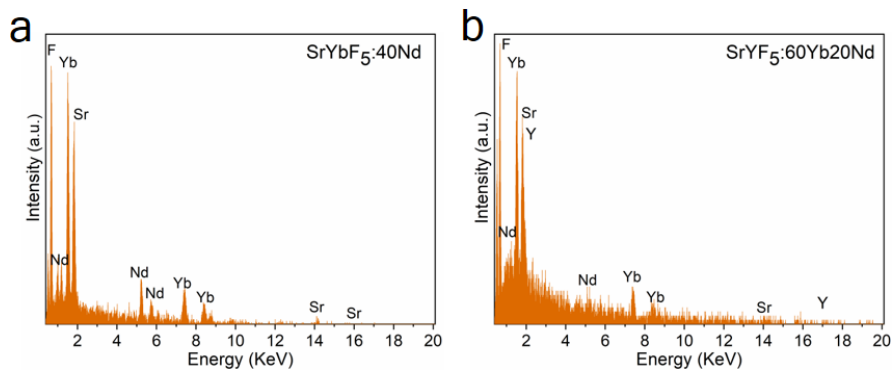 a
SrYbF5:40Nd
F
Yb
Sr
Nd
Nd
Nd
Yb
Yb
Sr
Sr
Intensity (a.u.)
2 4 6 8 10 12 14 16 18 20
Energy (KeV)
b
SrYF5:60Yb20Nd
F
Yb
Sr
Y
Nd
Nd
Yb
Yb
Sr
Y
Intensity (a.u.)
2 4 6 8 10 12 14 16 18 20
Energy (KeV)